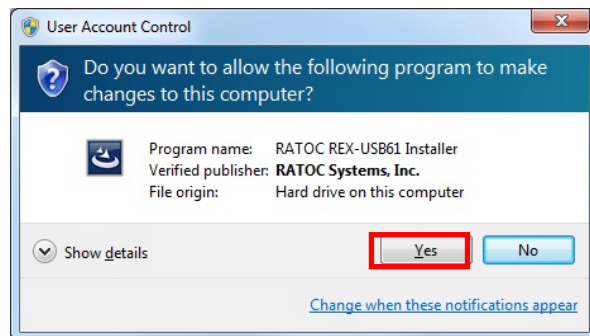 User Account Control
Do you want to allow the following program to make
changes to this computer?
Program name: RATOC REX-USB61 Installer
Verified publisher: RATOC Systems, Inc.
File origin: Hard drive on this computer
Show details
Yes
No
Change when these notifications appear